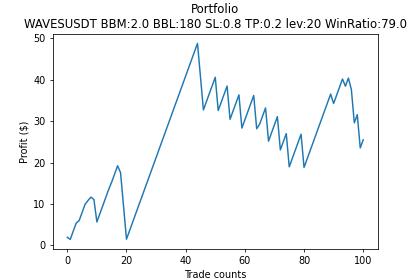 Portfolio
WAVESUSDT BBM:2.0 BBL:180 SL:0.8 TP:0.2 lev:20 WinRatio:79.0
50
40
30
20
10
0
Profit ($)
0 20 40 60 80 100
Trade counts